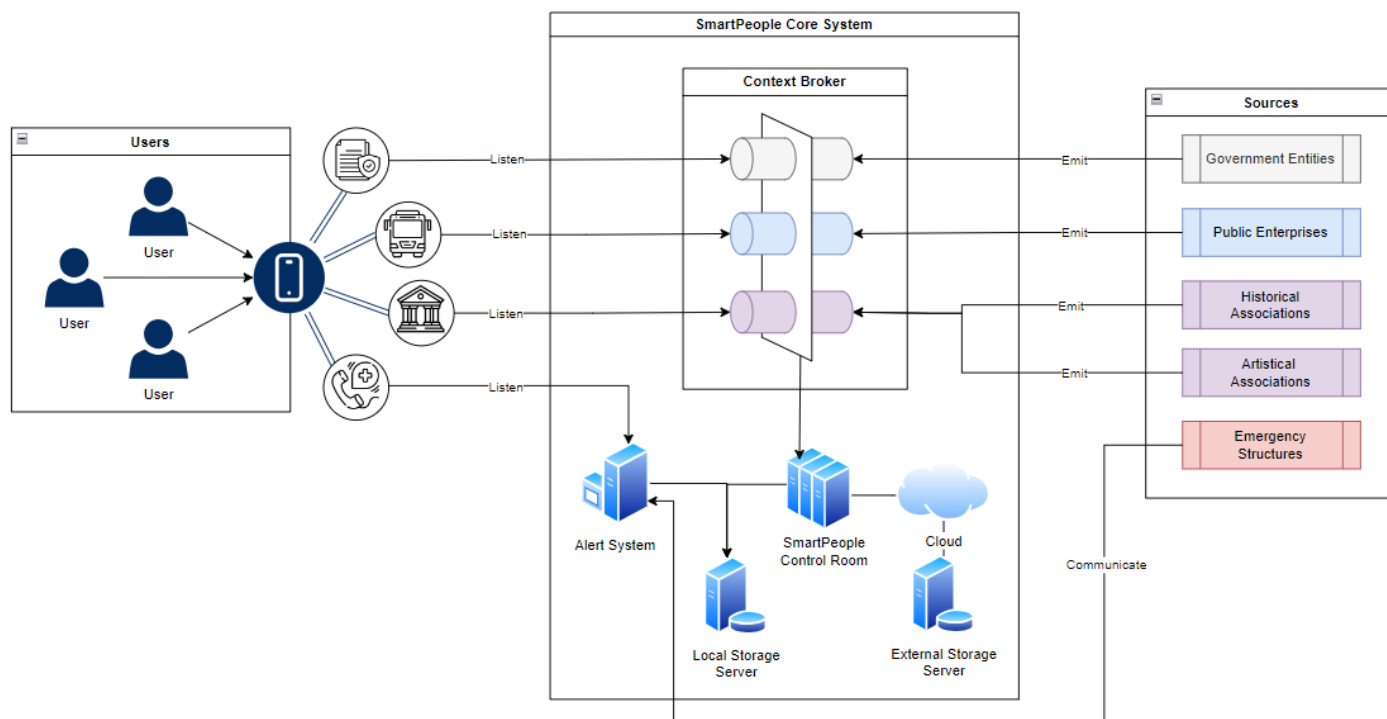 SmartPeople Core System
Context Broker
Sources
Users
Listen
Emit
Government Entities
User
Listen
Emit
Public Enterprises
User
Listen
Emit
Historical
Associations
User
Listen
Emit
Artistical
Associations
Emergency
Structures
Alert System
SmartPeople
Control Room
Cloud
Communicate
Local Storage
Server
External Storage
Server